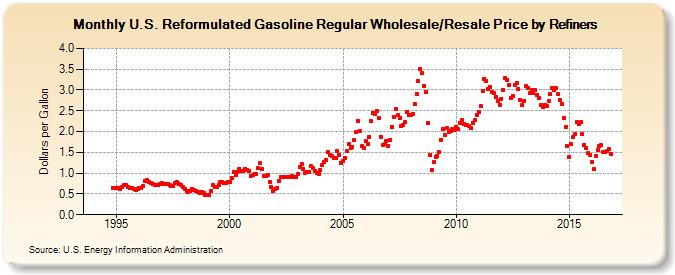 Monthly U.S. Reformulated Gasoline Regular Wholesale/Resale Price by Refiners
Dollars per Gallon
4.0
3.5
3.0
2.5
2.0
1.5
1.0
0.5
0.0
1995 2000 2005 2010 2015
Source: U.S. Energy Information Administration